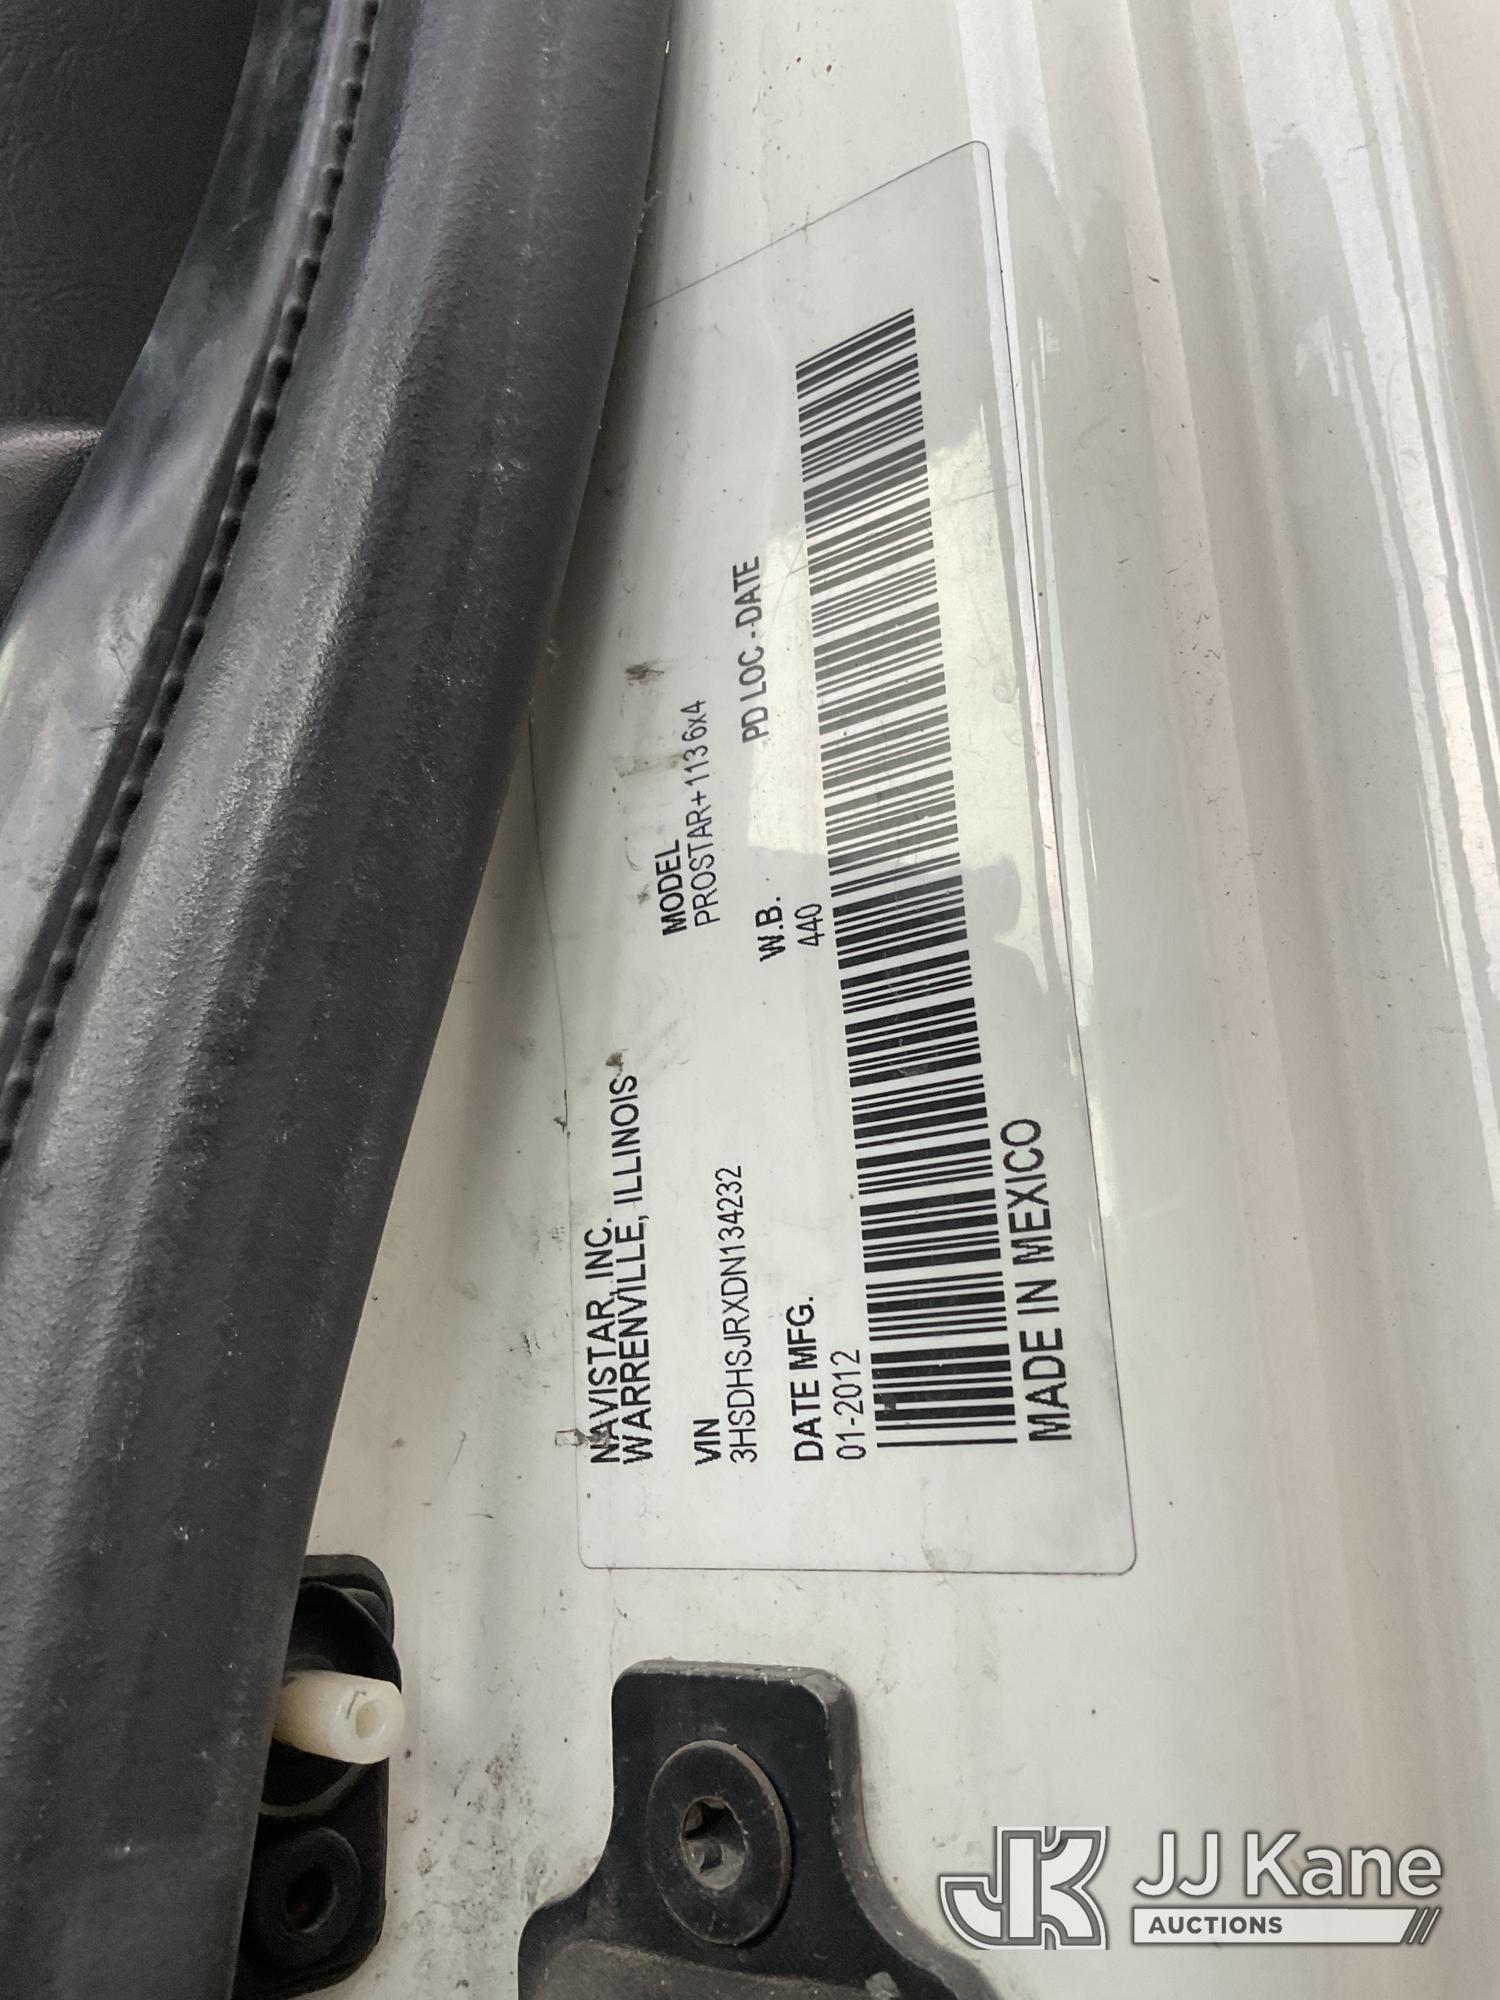 NAVISTAR, INC.
WARRENVILLE, ILLINOIS
VIN
3HSDHSJRXDN134232
MODEL
PROSTAR+ 113 6x4
DATE MFG.
01-2012
W.B.
440
PD LOC -DATE
MADE IN MEXICO
JK
JJ Kane
AUCTIONS